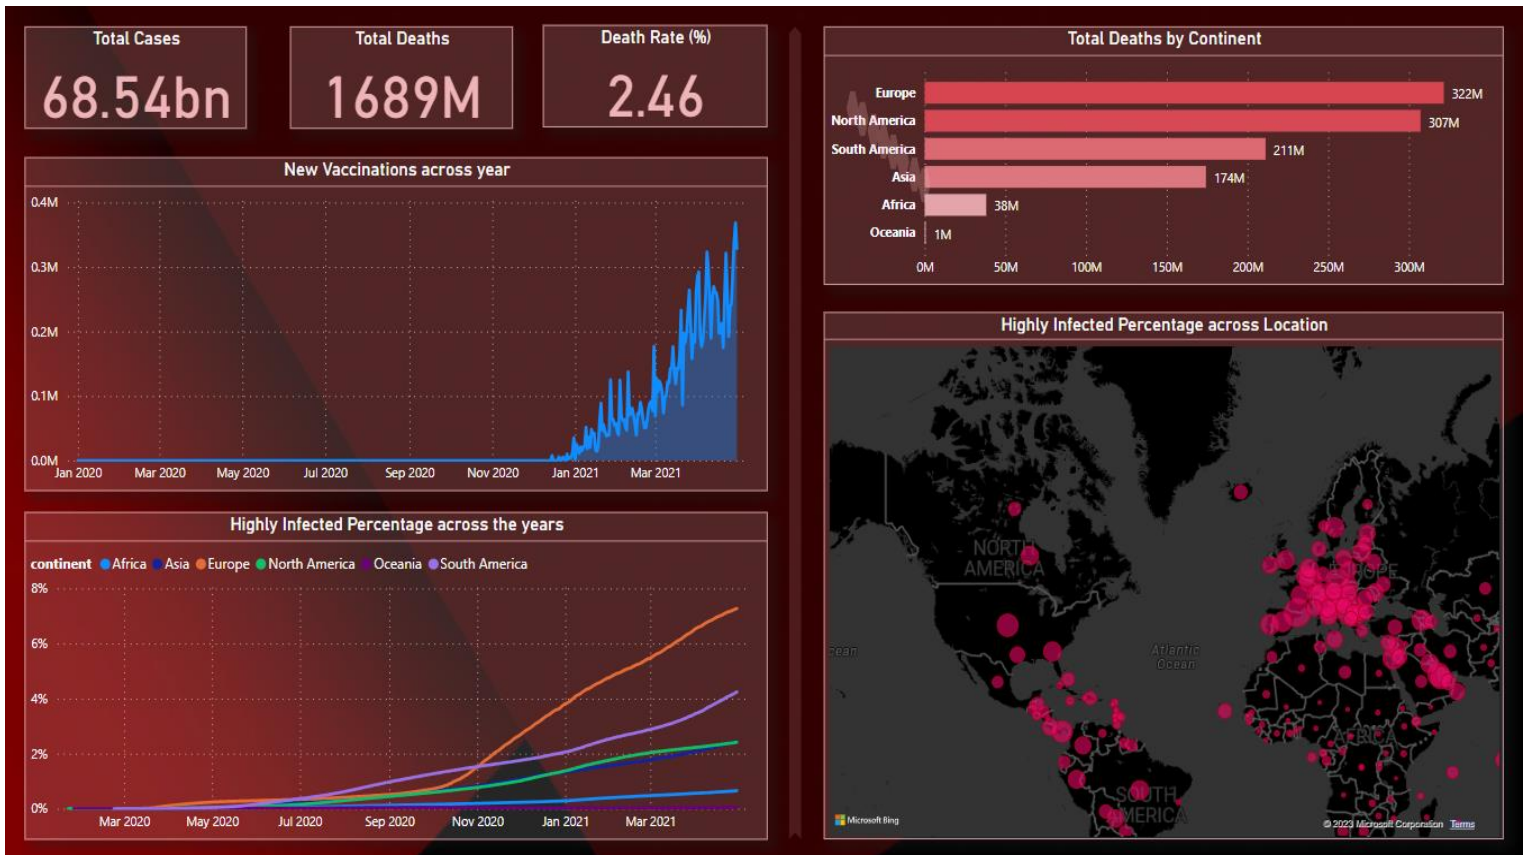 Total Cases
68.54bn
Total Deaths
1689M
Death Rate (%)
2.46
New Vaccinations across year
0.4M
0.3M
0.2M
0.1M
0.0M
Jan 2020 Mar 2020 May 2020 Jul 2020 Sep 2020 Nov 2020 Jan 2021 Mar 2021
Highly Infected Percentage across the years
continent Africa Asia Europe North America Oceania South America
8%
6%
4%
2%
0%
Mar 2020 May 2020 Jul 2020 Sep 2020 Nov 2020 Jan 2021 Mar 2021
Total Deaths by Continent
Europe 322M
North America 307M
South America 211M
Asia 174M
Africa 38M
Oceania 1M
0M 50M 100M 150M 200M 250M 300M
Highly Infected Percentage across Location
NORTH
AMERICA
EUROPE
cean
Atlantic
Ocean
AFRICA
SOUTH
AMERICA
Microsoft Bing
© 2023 Microsoft Corporation Terms